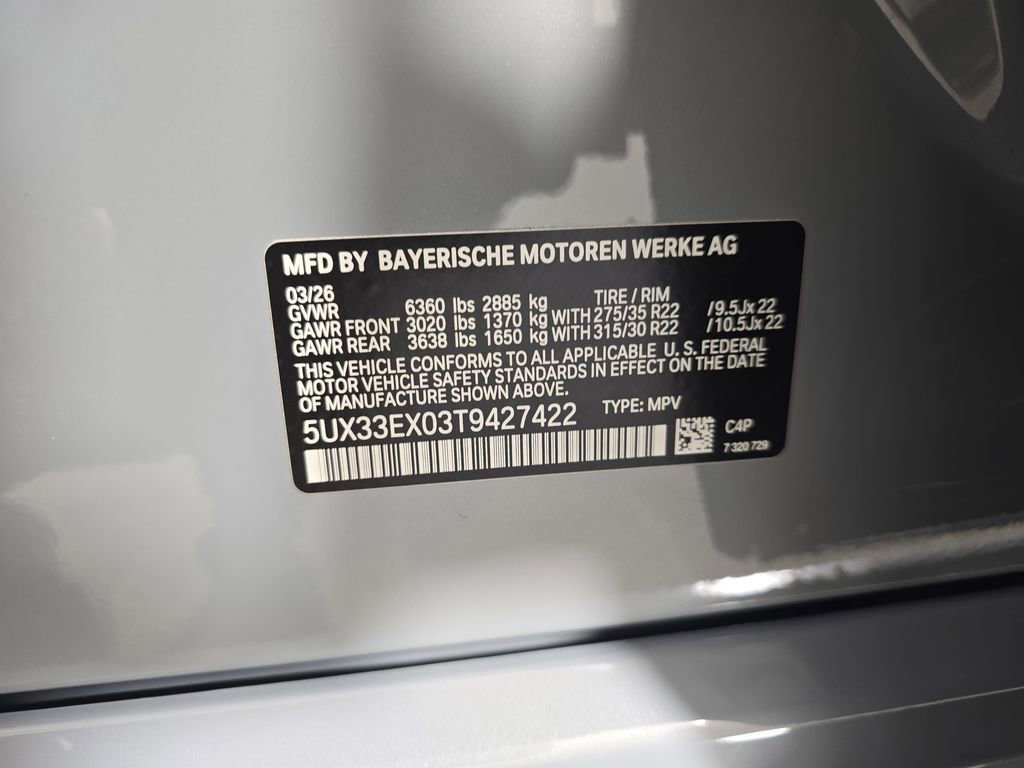 MFD BY BAYERISCHE MOTOREN WERKE AG
03/26 TIRE / RIM
GVWR 6360 lbs 2885 kg
GAWR FRONT 3020 lbs 1370 kg WITH 275/35 R22 /9.5Jx22
GAWR REAR 3638 lbs 1650 kg WITH 315/30 R22 /10.5Jx22
THIS VEHICLE CONFORMS TO ALL APPLICABLE U. S. FEDERAL
MOTOR VEHICLE SAFETY STANDARDS IN EFFECT ON THE DATE
OF MANUFACTURE SHOWN ABOVE.
5UX33EX03T9427422 TYPE: MPV
C4P
7 320 729